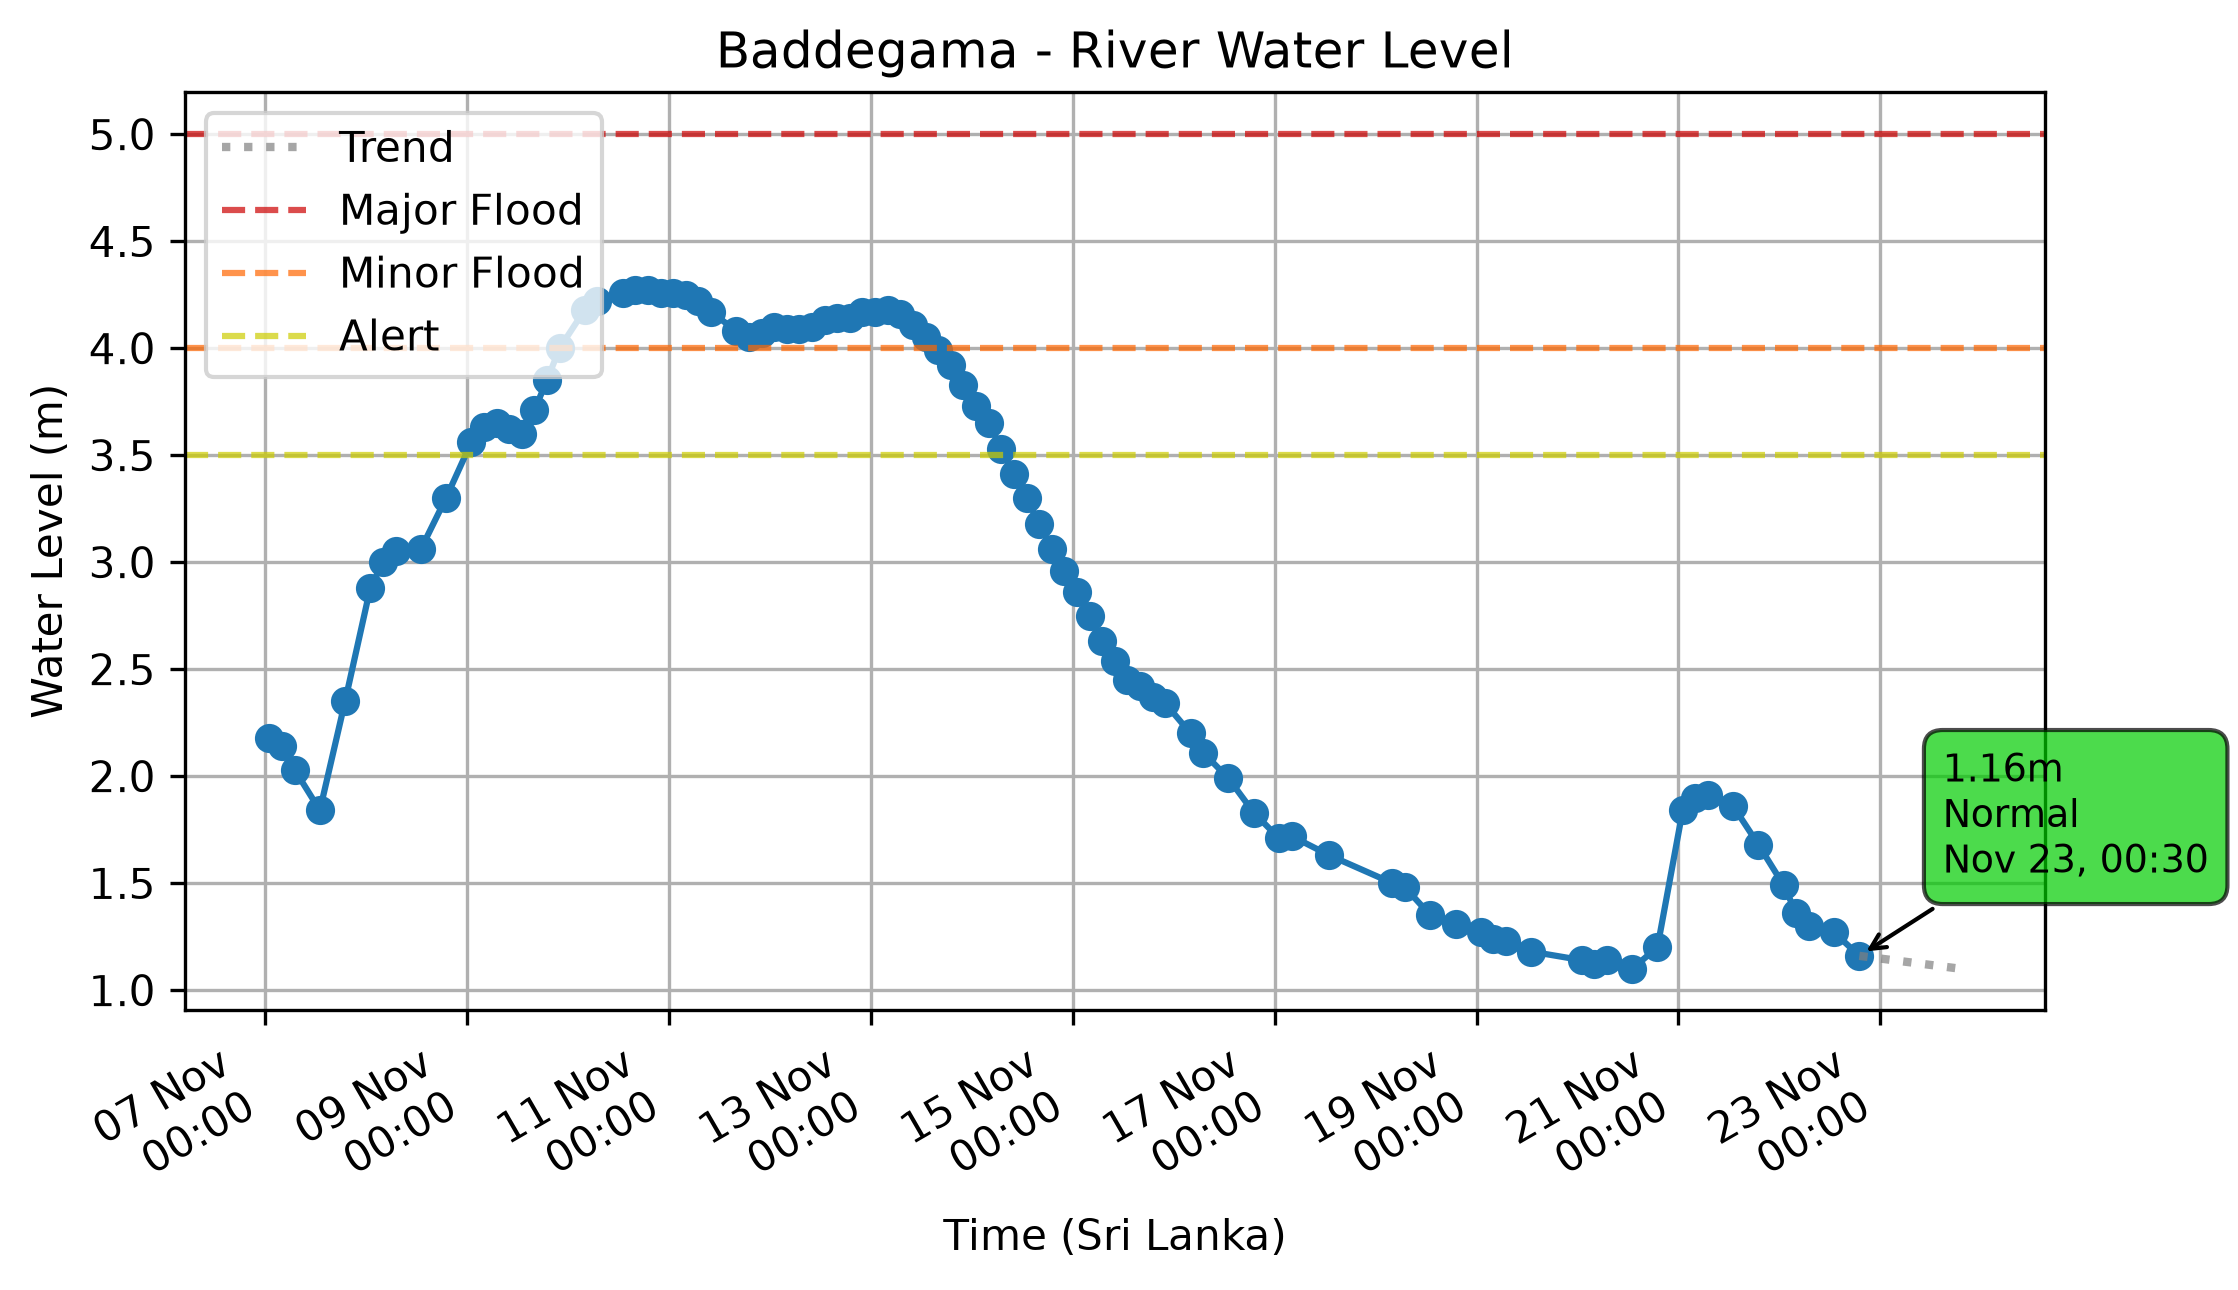 Baddegama - River Water Level
5.0
4.5
4.0
3.5
3.0
2.5
2.0
1.5
1.0
Water Level (m)
Trend
Major Flood
Minor Flood
Alert
1.16m
Normal
Nov 23, 00:30
07 Nov
00:00
09 Nov
00:00
11 Nov
00:00
13 Nov
00:00
15 Nov
00:00
17 Nov
00:00
19 Nov
00:00
21 Nov
00:00
23 Nov
00:00
Time (Sri Lanka)